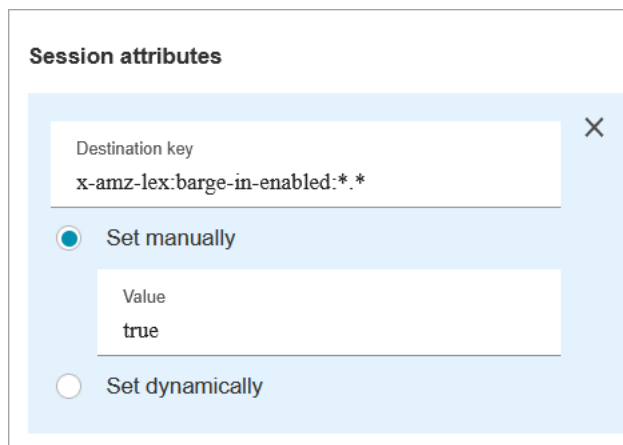 Session attributes
Destination key
x-amz-lex:barge-in-enabled:*.*
Set manually
Value
true
Set dynamically